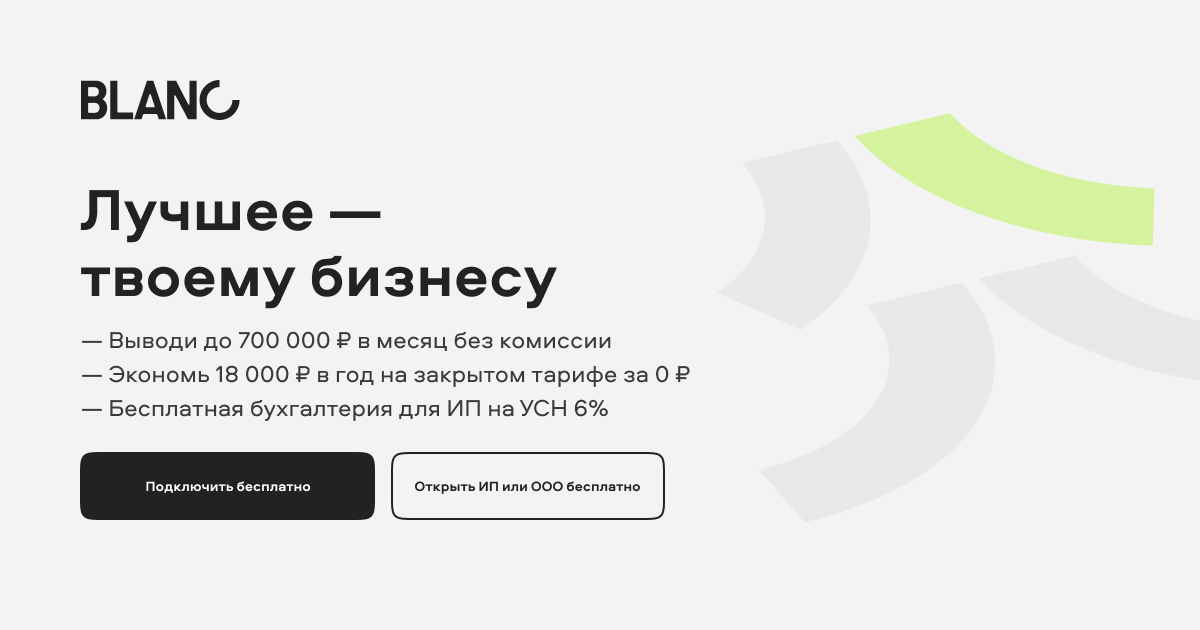 BLANC
Лучшее —
твоему бизнесу
— Выводи до 700 000 ₽ в месяц без комиссии
— Экономь 18 000 ₽ в год на закрытом тарифе за 0 ₽
— Бесплатная бухгалтерия для ИП на УСН 6%
Подключить бесплатно
Открыть ИП или ООО бесплатно